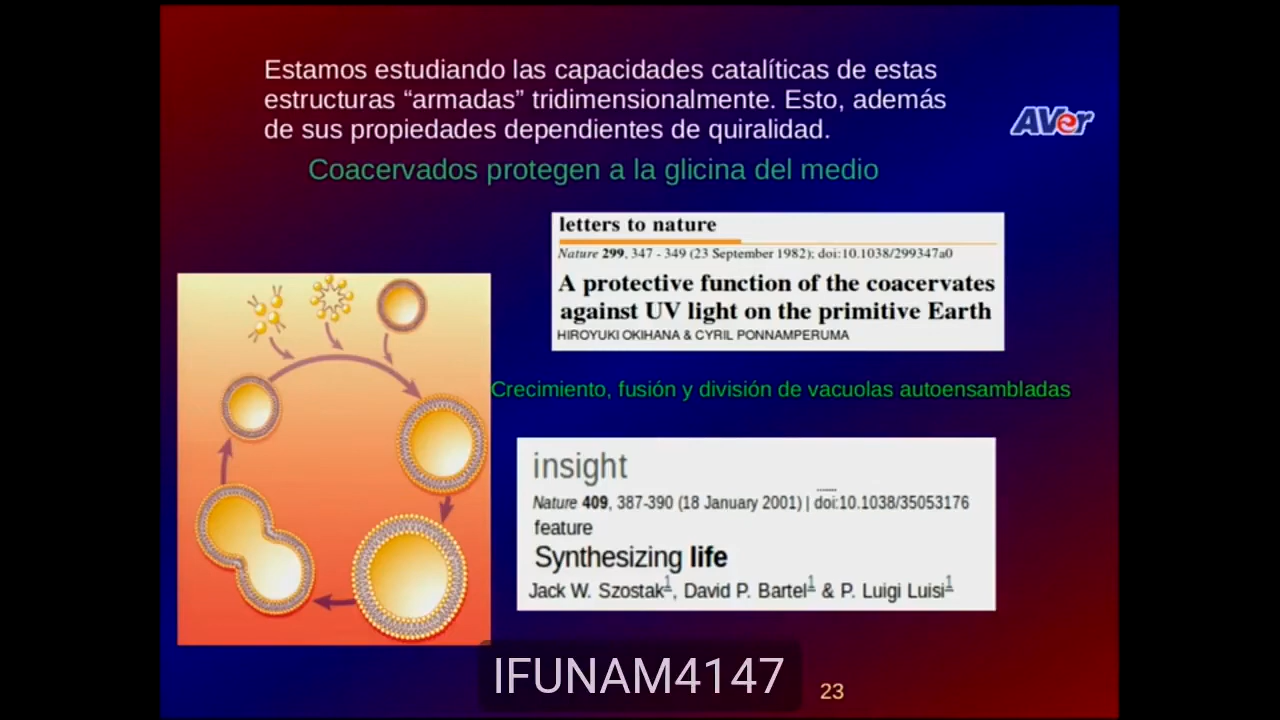 Estamos estudiando las capacidades catalíticas de estas
estructuras “armadas” tridimensionalmente. Esto, además
de sus propiedades dependientes de quiralidad.
AVer
Coacervados protegen a la glicina del medio
letters to nature
Nature 299, 347 - 349 (23 September 1982); doi:10.1038/299347a0
A protective function of the coacervates
against UV light on the primitive Earth
HIROYUKI OKIHANA & CYRIL PONNAMPERUMA
Crecimiento, fusión y división de vacuolas autoensambladas
insight
Nature 409, 387-390 (18 January 2001) | doi:10.1038/35053176
feature
Synthesizing life
Jack W. Szostak1, David P. Bartel1 & P. Luigi Luisi1
IFUNAM4147
23